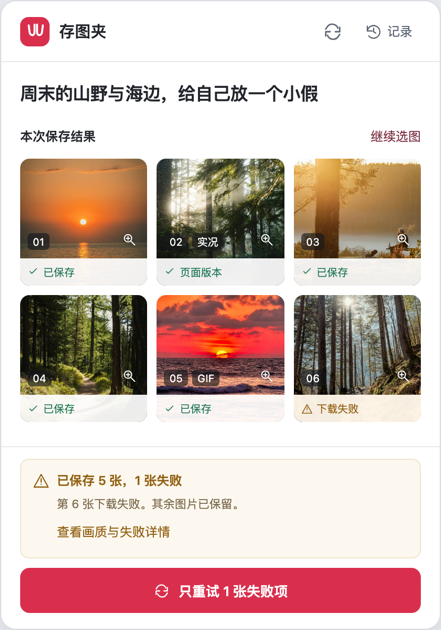 存图夹
记录
周末的山野与海边，给自己放一个小假
本次保存结果
继续选图
01
02 实况
03
已保存
页面版本
已保存
04
05 GIF
06
已保存
已保存
下载失败
已保存 5 张，1 张失败
第 6 张下载失败。其余图片已保留。
查看画质与失败详情
只重试 1 张失败项